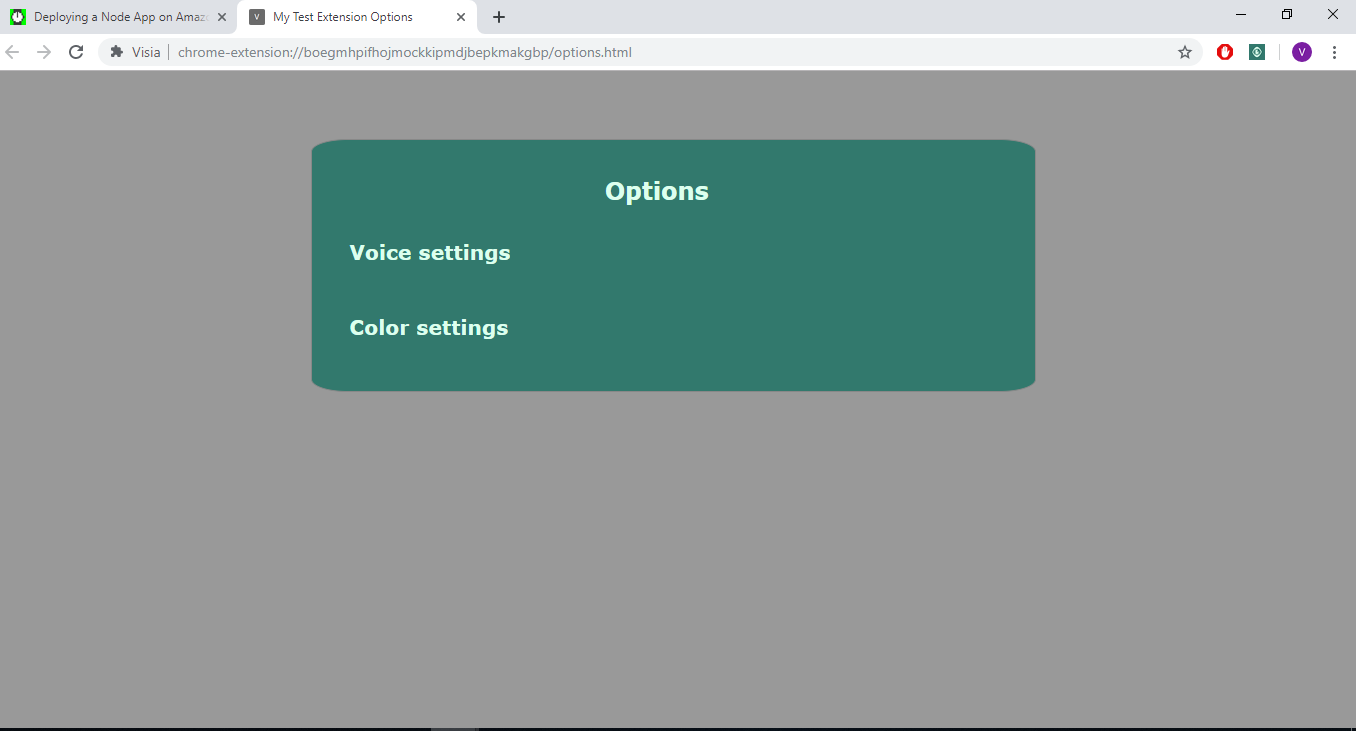 Deploying a Node App on Amaz
V
My Test Extension Options
Visia
chrome-extension://boegmhpifhojmockkipmdjbepkmakgbp/options.html
V
Options
Voice settings
Color settings